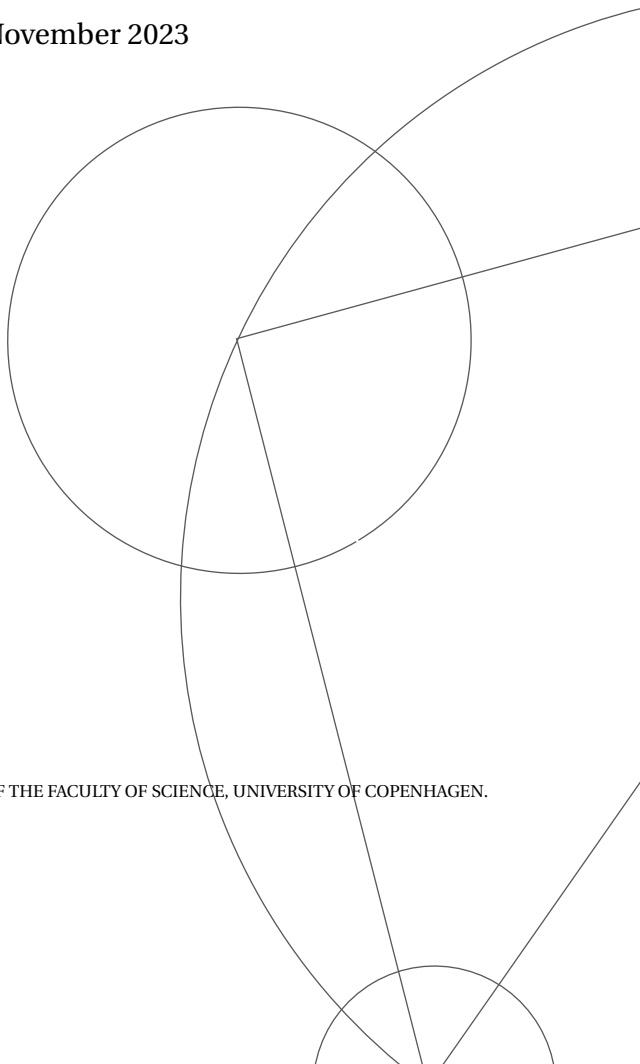 November 2023
F THE FACULTY OF SCIENCE, UNIVERSITY OF COPENHAGEN.